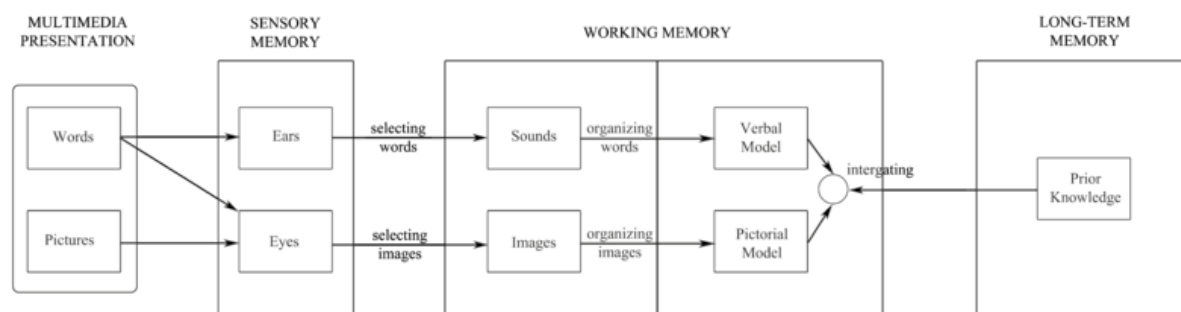 MULTIMEDIA
PRESENTATION
SENSORY
MEMORY
WORKING MEMORY
LONG-TERM
MEMORY
Words
Ears
selecting
words
Sounds
organizing
words
Verbal
Model
intergating
Prior
Knowledge
Pictures
Eyes
selecting
images
Images
organizing
images
Pictorial
Model